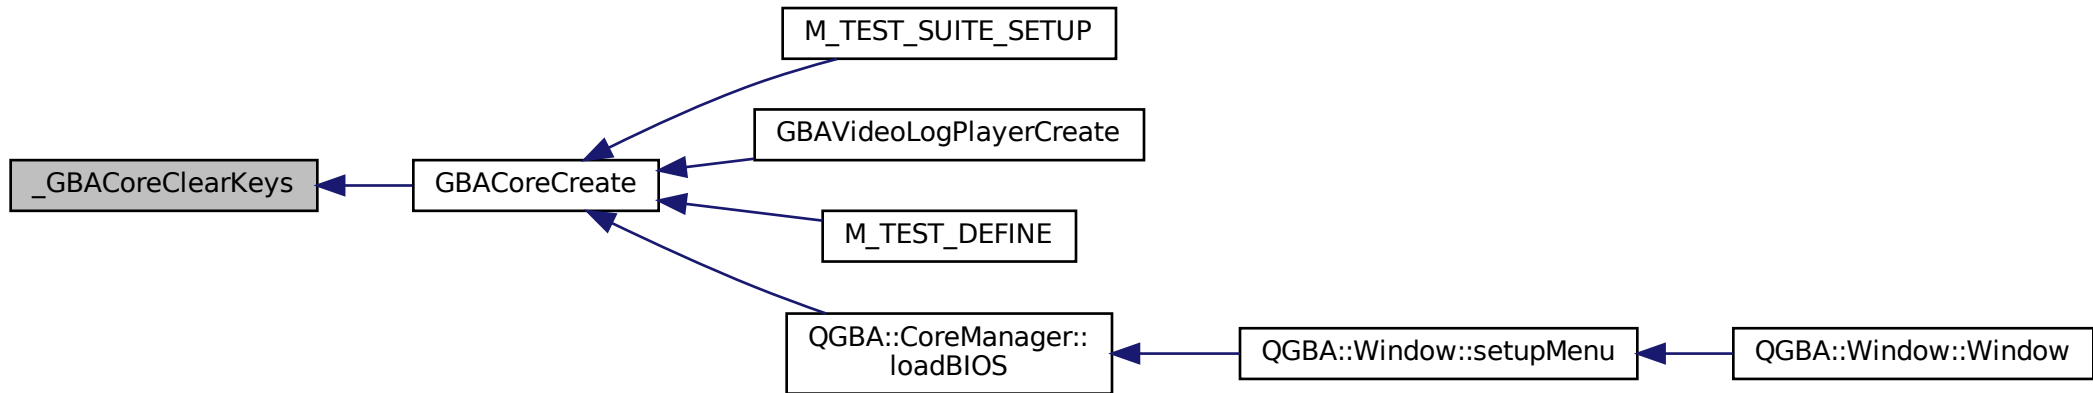 M_TEST_SUITE_SETUP
GBAVideoLogPlayerCreate
_GBACoreClearKeys
GBACoreCreate
M_TEST_DEFINE
QGBA::CoreManager::
loadBIOS
QGBA::Window::setupMenu
QGBA::Window::Window